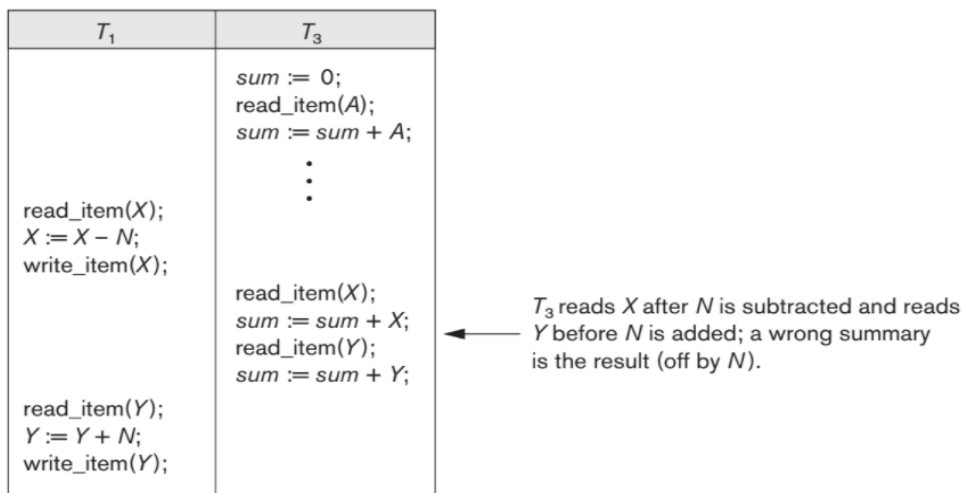 T₁
T₃
sum := 0;
read_item(A);
sum := sum + A;
read_item(X);
X := X – N;
write_item(X);
read_item(X);
sum := sum + X;
read_item(Y);
sum := sum + Y;
T₃ reads X after N is subtracted and reads
Y before N is added; a wrong summary
is the result (off by N).
read_item(Y);
Y := Y + N;
write_item(Y);